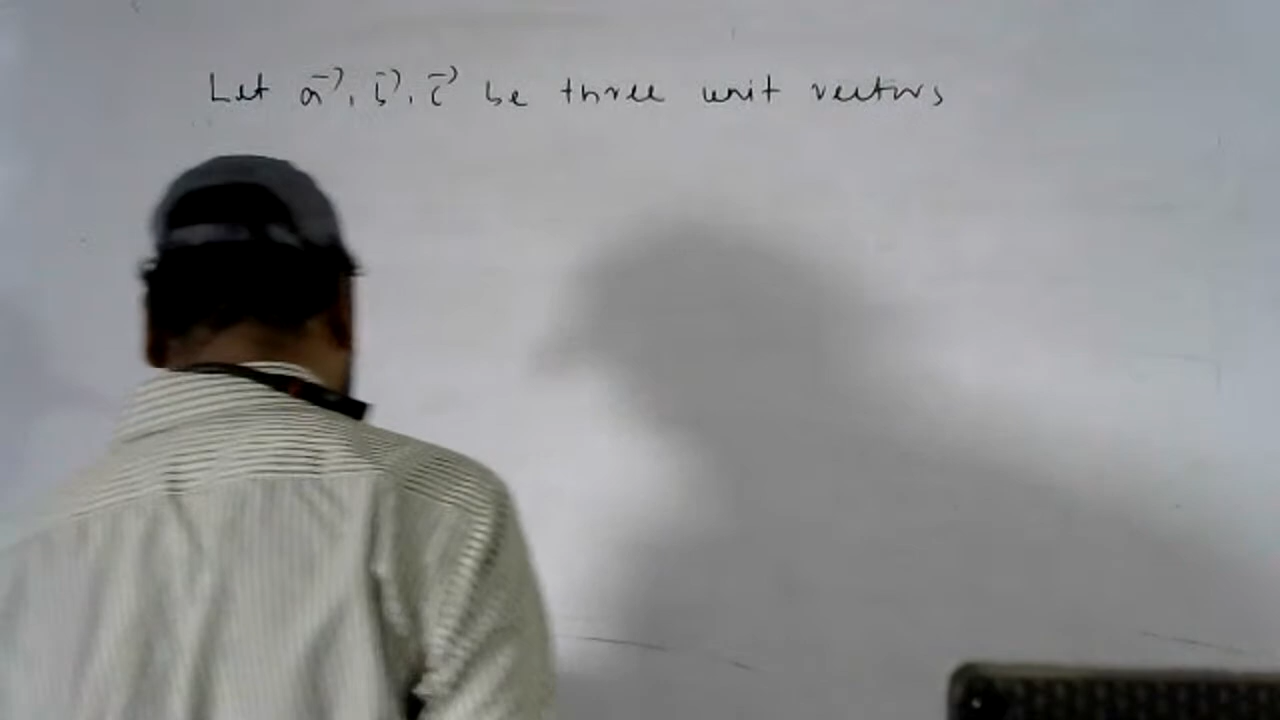 Let a⃗, b⃗, c⃗ be three unit vectors